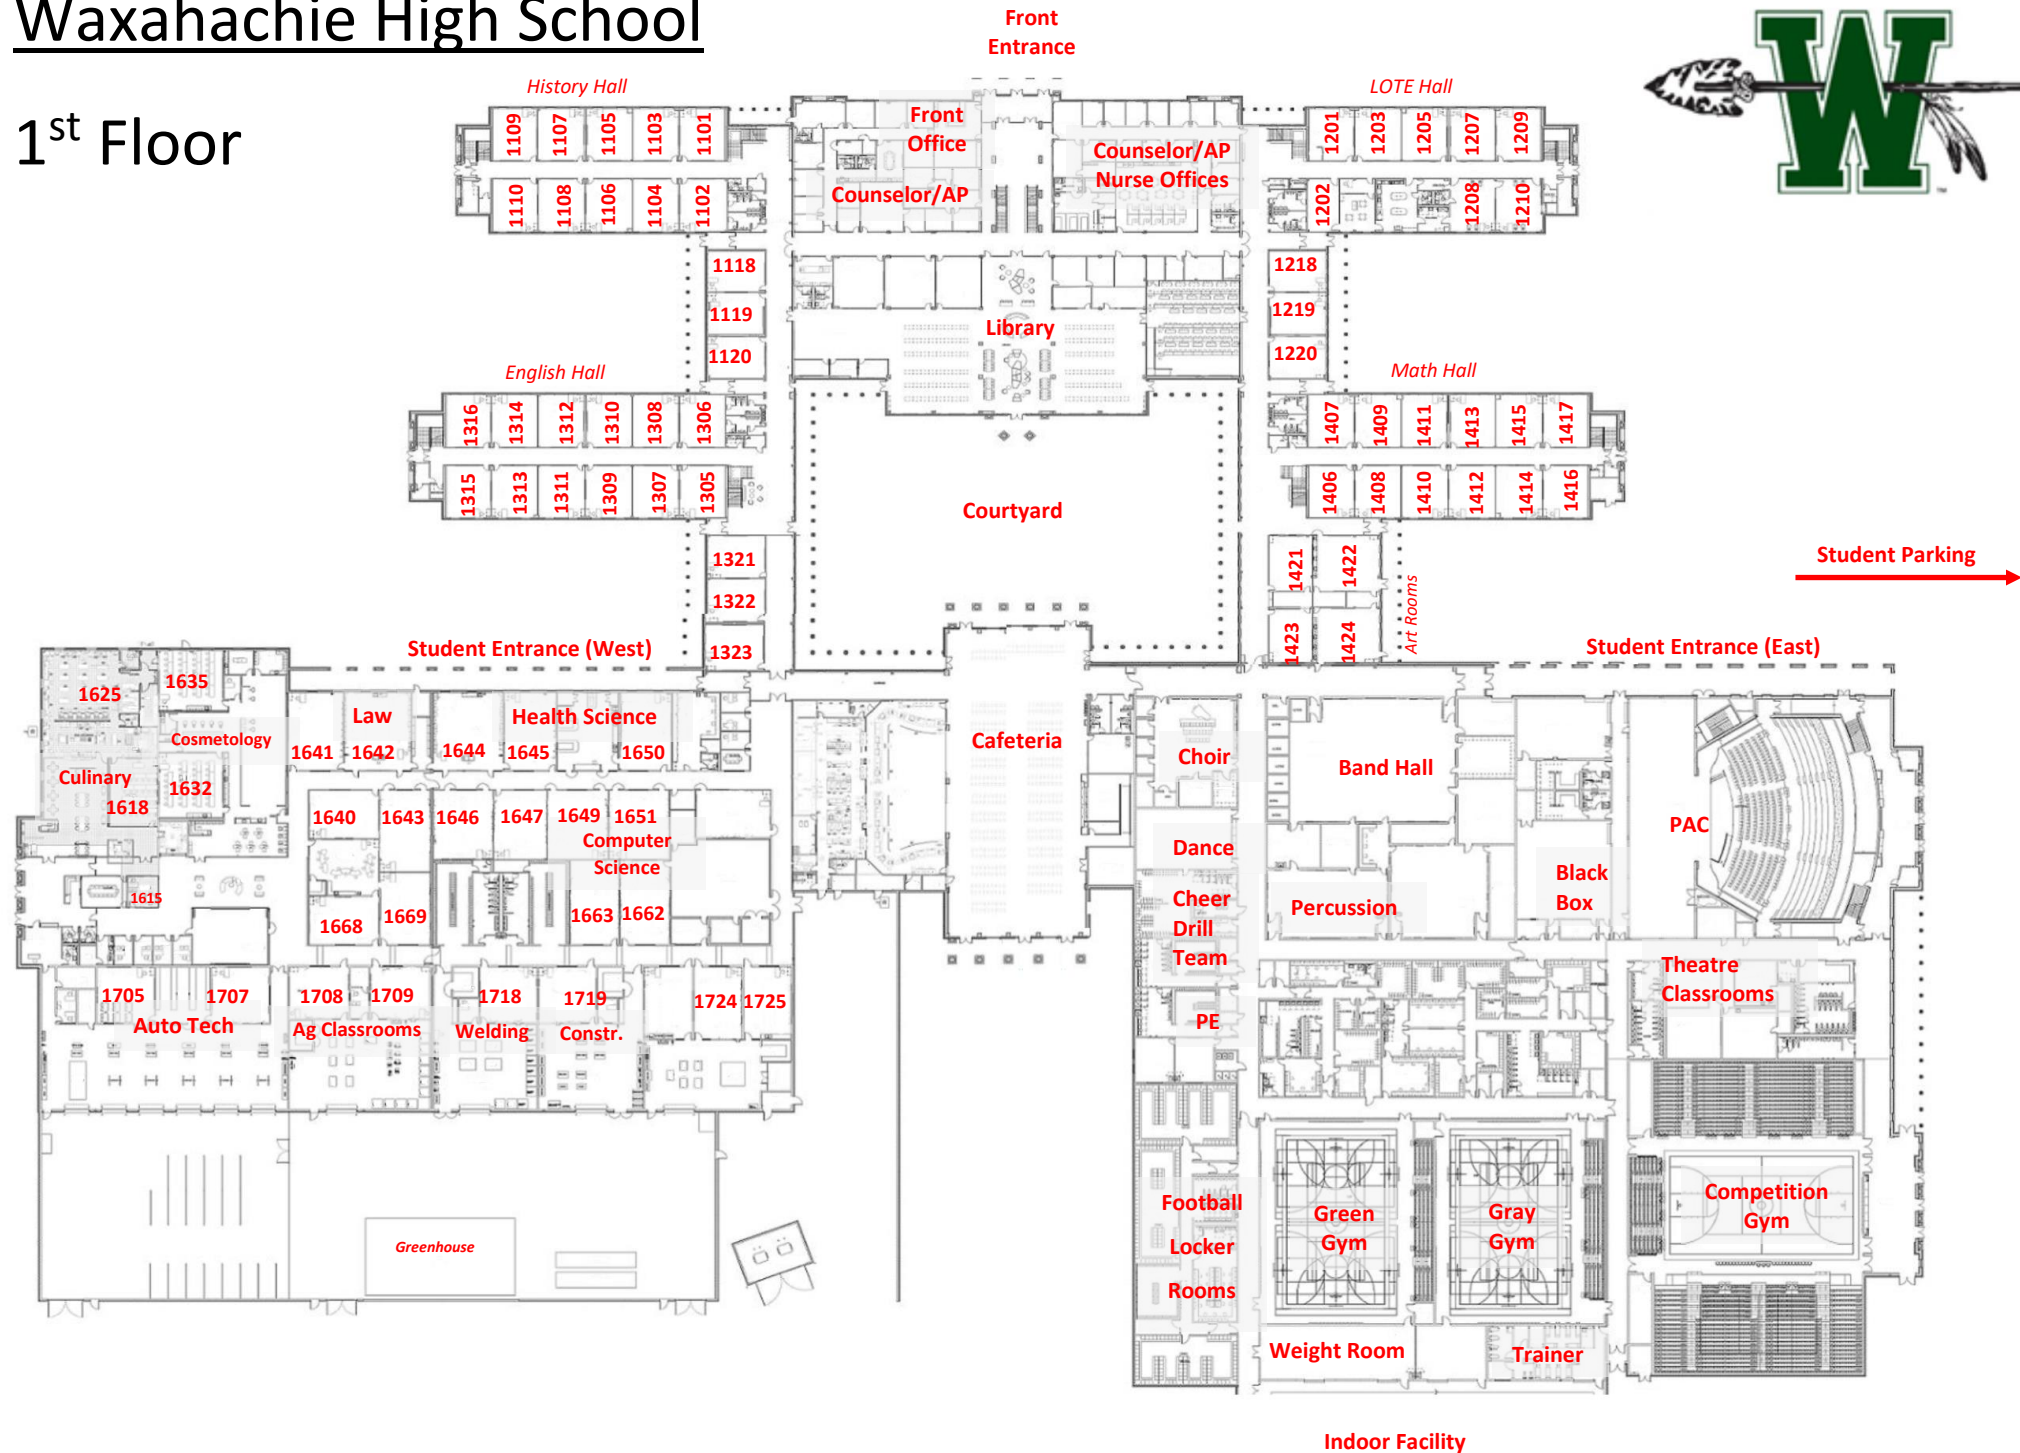 Waxahachie High School
1st Floor
Front
Entrance
History Hall
LOTE Hall
W
TM
1109
1107
1105
1103
1101
Front
Office
Counselor/AP
Nurse Offices
1201
1203
1205
1207
1209
1110
1108
1106
1104
1102
Counselor/AP
1202
1208
1210
1118
1119
1120
Library
1218
1219
1220
English Hall
Math Hall
1316
1314
1312
1310
1308
1306
1407
1409
1411
1413
1415
1417
1315
1313
1311
1309
1307
1305
Courtyard
1406
1408
1410
1412
1414
1416
1321
1322
1323
1421
1422
1423
1424
Art Rooms
Student Parking
Student Entrance (West)
Student Entrance (East)
1625
1635
Cosmetology
Culinary
1618
1632
1615
Law
1641
1642
Health Science
1644
1645
1650
1640
1643
1646
1647
1649
1651
Computer
Science
1668
1669
1663
1662
Cafeteria
Choir
Band Hall
PAC
Dance
Cheer
Drill
Team
Percussion
Black
Box
Theatre
Classrooms
PE
1705
1707
Auto Tech
1708
1709
Ag Classrooms
1718
Welding
1719
Constr.
1724
1725
Greenhouse
Football
Locker
Rooms
Green
Gym
Gray
Gym
Competition
Gym
Weight Room
Trainer
Indoor Facility